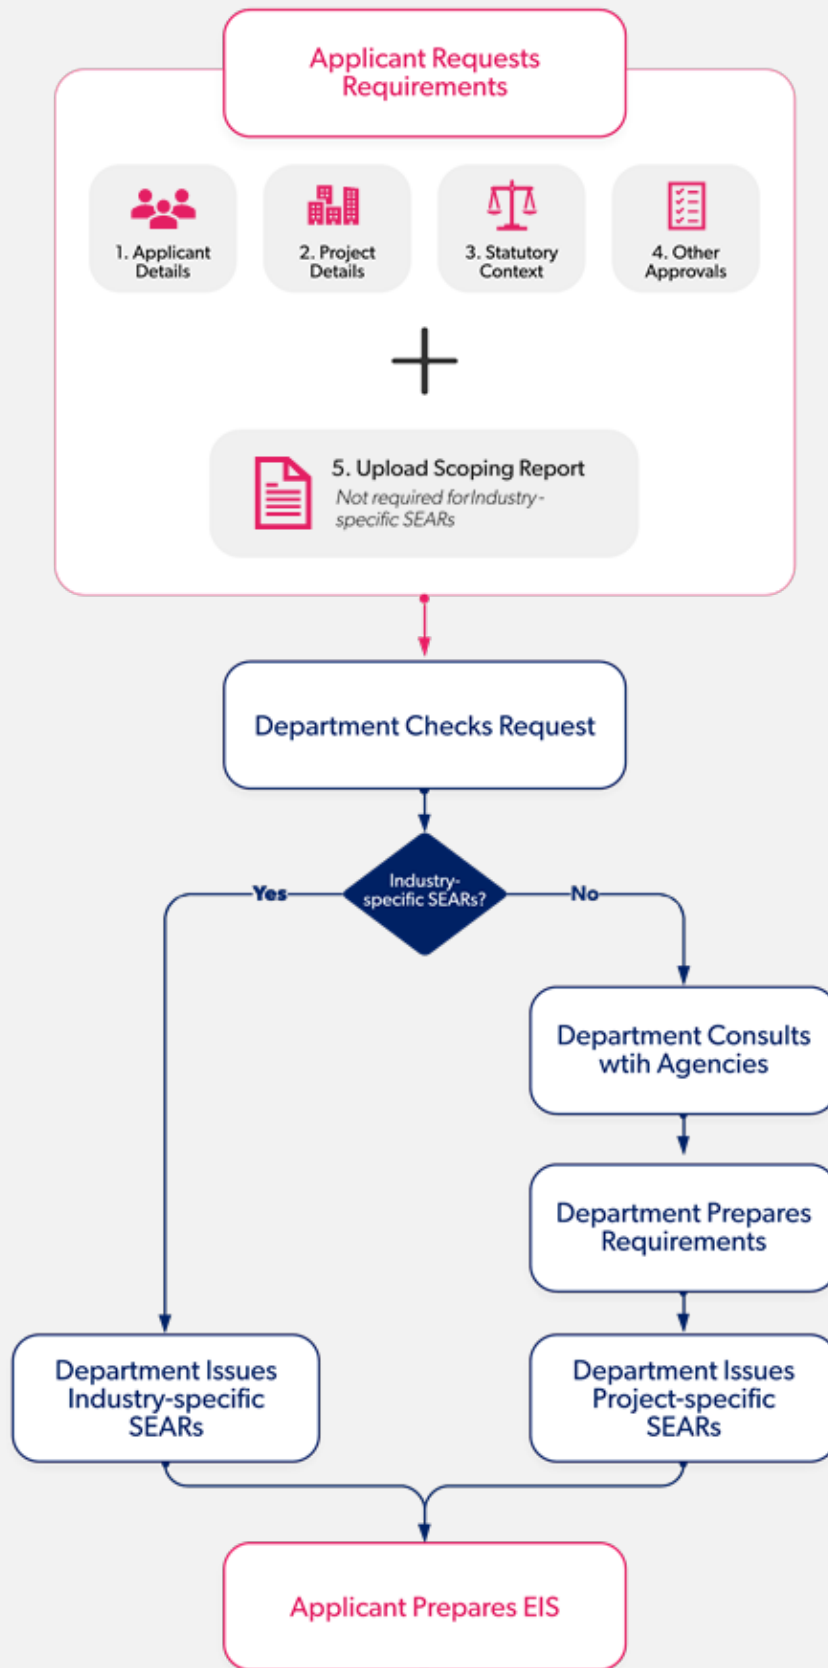 Applicant Requests
Requirements
1. Applicant
Details
2. Project
Details
3. Statutory
Context
4. Other
Approvals
5. Upload Scoping Report
Not required forIndustry-
specific SEARs
Department Checks Request
Industry-
specific SEARs?
Yes
No
Department Consults
wtih Agencies
Department Prepares
Requirements
Department Issues
Industry-specific
SEARs
Department Issues
Project-specific
SEARs
Applicant Prepares EIS